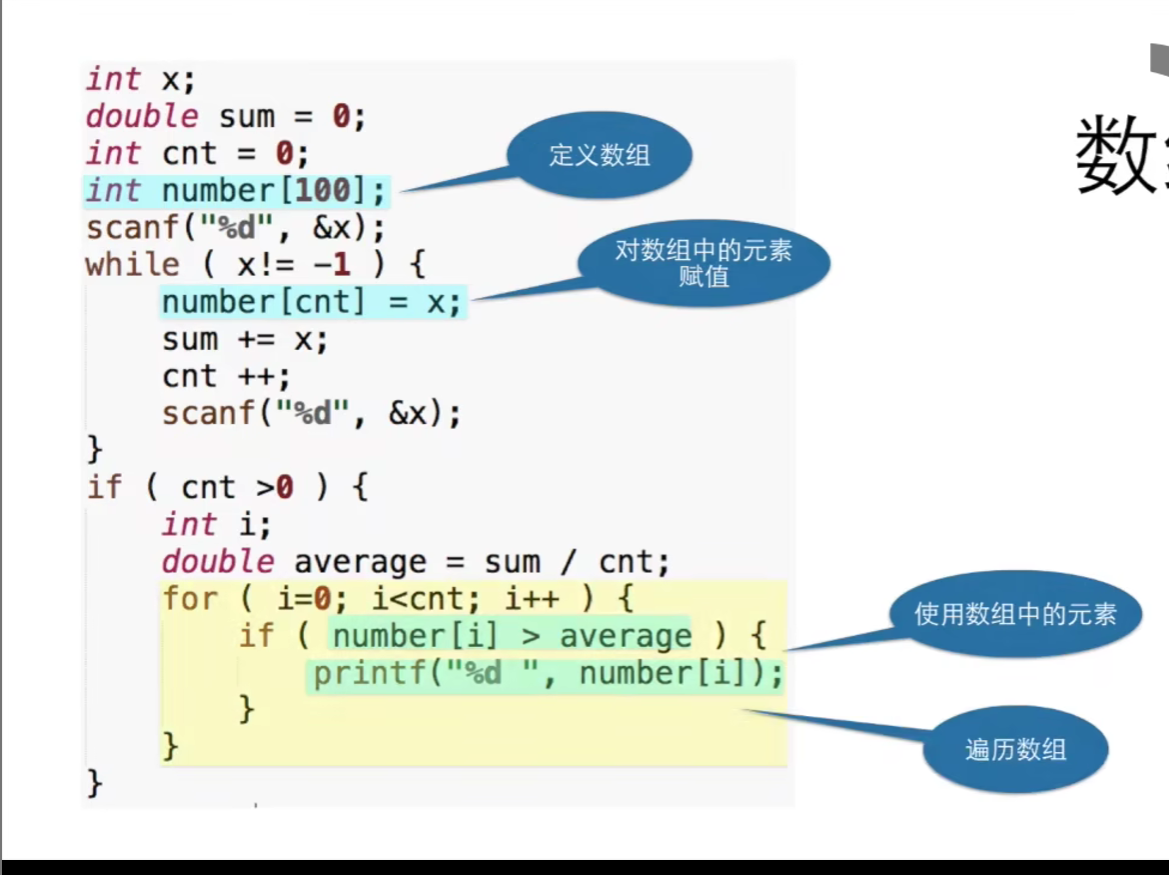 int x;
double sum = 0;
int cnt = 0;
int number[100];
scanf("%d", &x);
while ( x!= -1 ) {
number[cnt] = x;
sum += x;
cnt ++;
scanf("%d", &x);
}
if ( cnt >0 ) {
int i;
double average = sum / cnt;
for ( i=0; i<cnt; i++ ) {
if ( number[i] > average ) {
printf("%d ", number[i]);
}
}
}
定义数组
对数组中的元素
赋值
使用数组中的元素
遍历数组
数